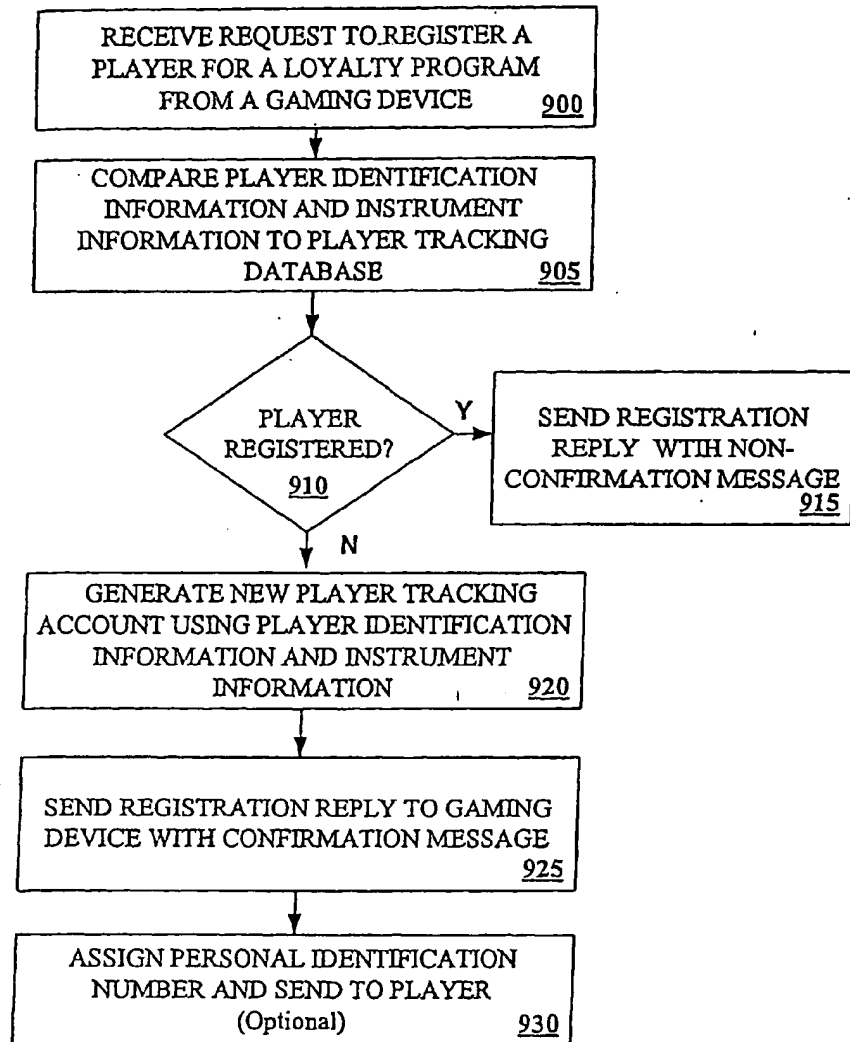 RECEIVE REQUEST TO REGISTER A
PLAYER FOR A LOYALTY PROGRAM
FROM A GAMING DEVICE
900
COMPARE PLAYER IDENTIFICATION
INFORMATION AND INSTRUMENT
INFORMATION TO PLAYER TRACKING
DATABASE
905
PLAYER
REGISTERED?
910
Y
SEND REGISTRATION
REPLY WTIH NON-
CONFIRMATION MESSAGE
915
N
GENERATE NEW PLAYER TRACKING
ACCOUNT USING PLAYER IDENTIFICATION
INFORMATION AND INSTRUMENT
INFORMATION
920
SEND REGISTRATION REPLY TO GAMING
DEVICE WITH CONFIRMATION MESSAGE
925
ASSIGN PERSONAL IDENTIFICATION
NUMBER AND SEND TO PLAYER
(Optional)
930